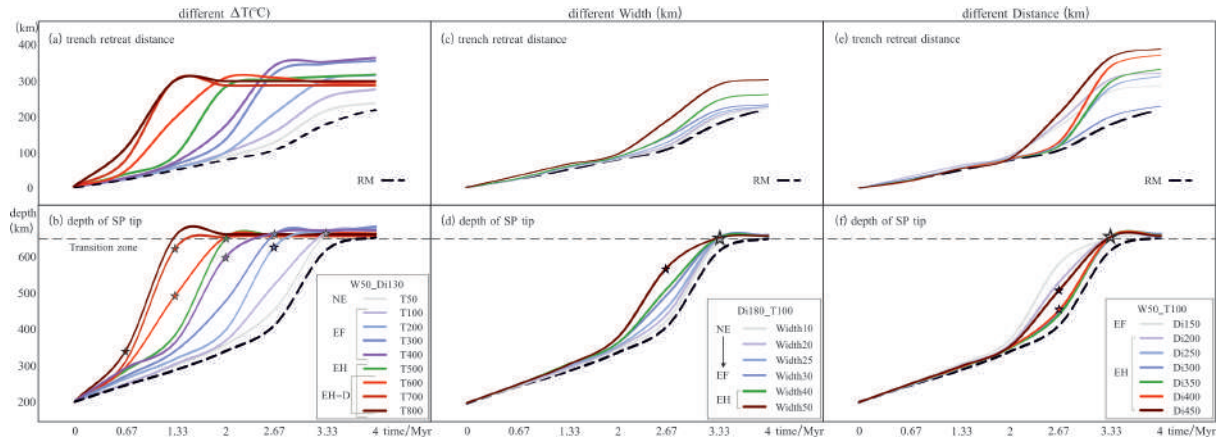 different ΔT(°C)
different Width (km)
different Distance (km)
(km)
400
300
200
100
0
(a) trench retreat distance
RM
(c) trench retreat distance
RM
(e) trench retreat distance
RM
depth
(km)
600
500
400
300
200
(b) depth of SP tip
Transition zone
W50_Di130
NE
T50
T100
EF
T200
T300
T400
EH
T500
T600
EH-D
T700
T800
(d) depth of SP tip
Di180_T100
NE
Width10
Width20
Width25
EF
Width30
Width40
EH
Width50
(f) depth of SP tip
W50_T100
EF
Di150
Di200
Di250
EH
Di300
Di350
Di400
Di450
0 0.67 1.33 2 2.67 3.33 4 time/Myr
0 0.67 1.33 2 2.67 3.33 4 time/Myr
0 0.67 1.33 2 2.67 3.33 4 time/Myr